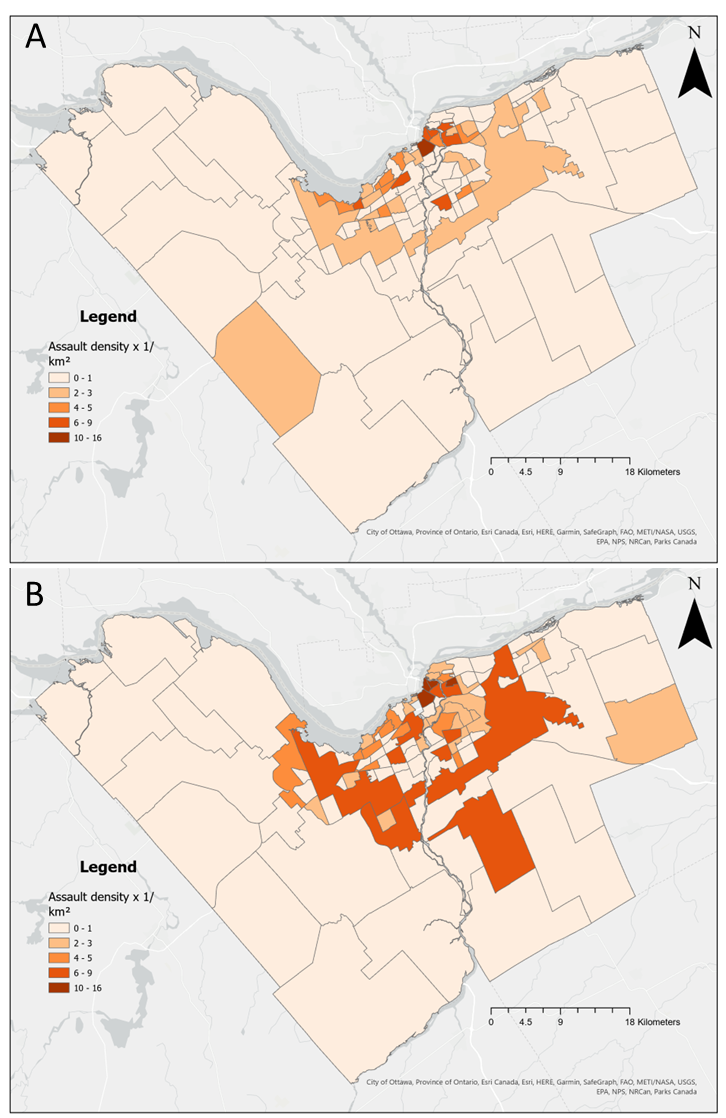 A
N
Legend
Assault density x 1/
km²
0 - 1
2 - 3
4 - 5
6 - 9
10 - 16
0 4.5 9 18 Kilometers
City of Ottawa, Province of Ontario, Esri Canada, Esri, HERE, Garmin, SafeGraph, FAO, METI/NASA, USGS,
EPA, NPS, NRCan, Parks Canada
B
N
Legend
Assault density x 1/
km²
0 - 1
2 - 3
4 - 5
6 - 9
10 - 16
0 4.5 9 18 Kilometers
City of Ottawa, Province of Ontario, Esri Canada, Esri, HERE, Garmin, SafeGraph, FAO, METI/NASA, USGS,
EPA, NPS, NRCan, Parks Canada